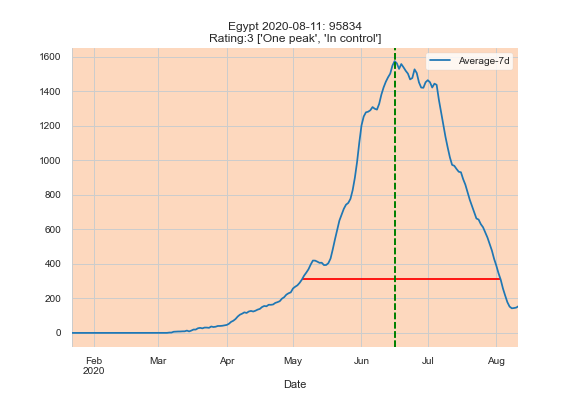 Egypt 2020-08-11: 95834
Rating:3 ['One peak', 'In control']
Average-7d
1600
1400
1200
1000
800
600
400
200
0
Feb Mar Apr May Jun Jul Aug
2020
Date